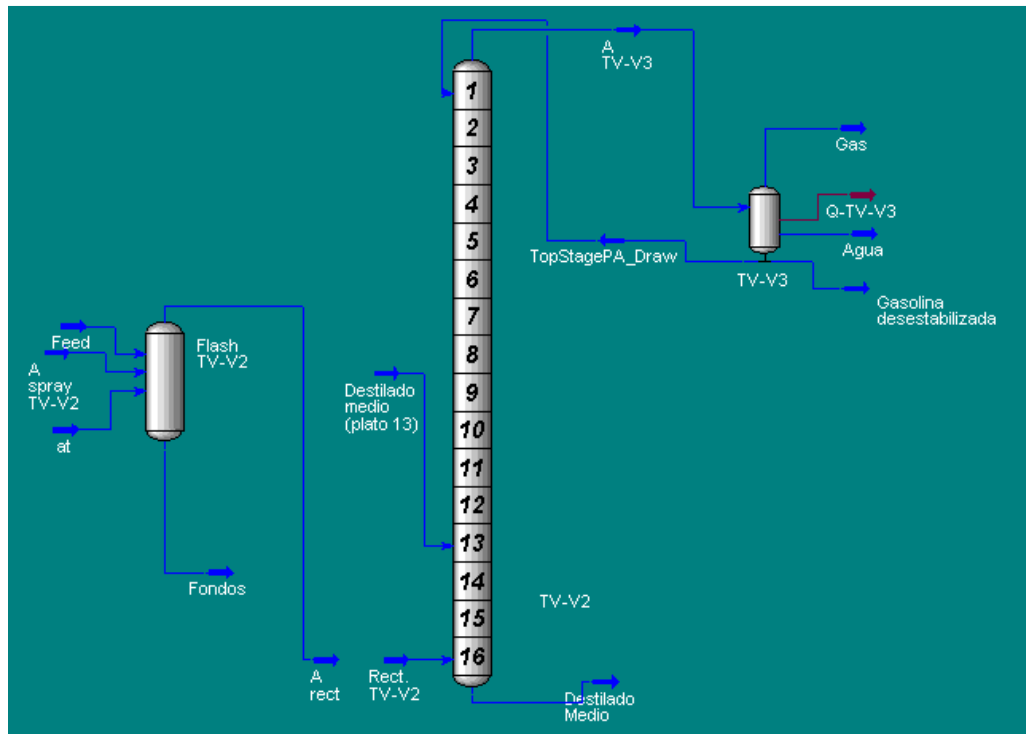 A
TV-V3
1
2
3
4
5
6
7
8
9
10
11
12
13
14
15
16
Gas
Q-TV-V3
Agua
TopStagePA_Draw
TV-V3
Gasolina
desestabilizada
Feed
A
spray
TV-V2
at
Flash
TV-V2
Destilado
medio
(plato 13)
Fondos
TV-V2
A
rect
Rect.
TV-V2
Destilado
Medio